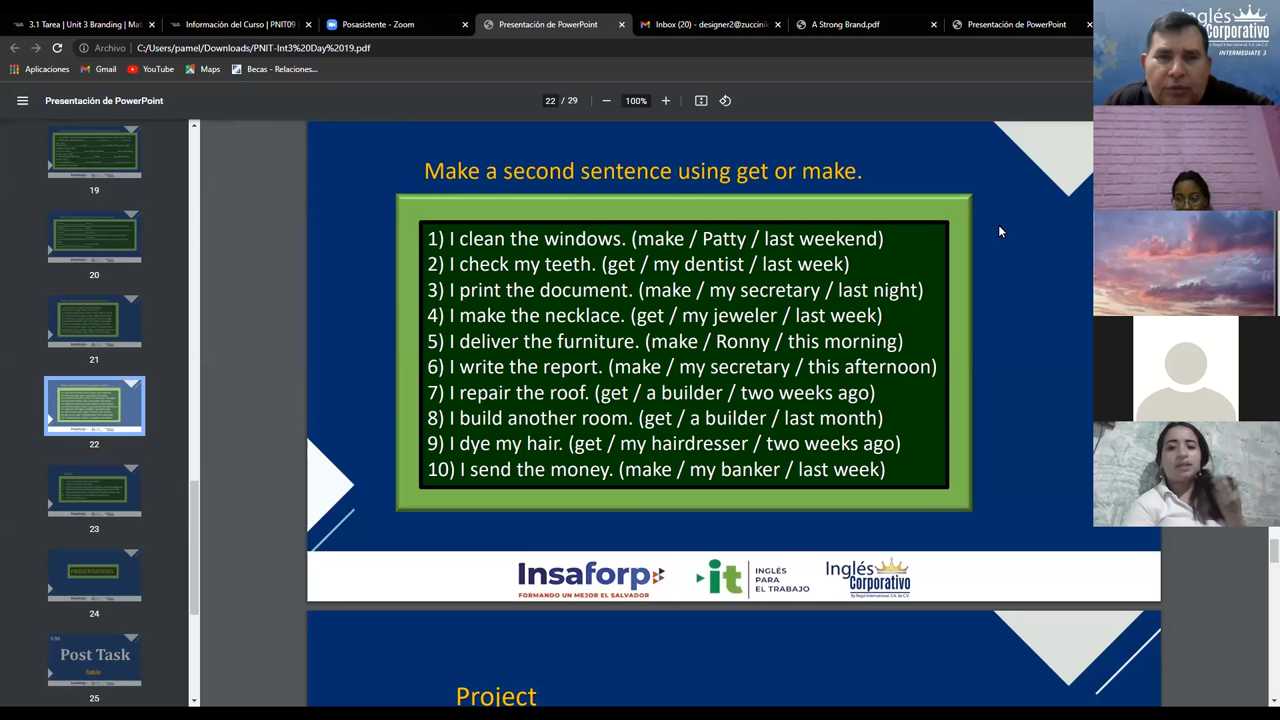 3.1 Tarea | Unit 3 Branding | Mark
Información del Curso | PNIT09 I
Posasistente - Zoom
Presentación de PowerPoint
Inbox (20) - designer2@zuccini
A Strong Brand.pdf
Presentación de PowerPoint
Archivo C:/Users/pamel/Downloads/PNIT-Int3%20Day%2019.pdf
Aplicaciones Gmail YouTube Maps Becas - Relaciones...
Presentación de PowerPoint 22 / 29 100%
Inglés
Corporativo
INTERMEDIATE 3
19
20
21
22
23
PRESENTATIONS
24
Post Task
25
Make a second sentence using get or make.
1) I clean the windows. (make / Patty / last weekend)
2) I check my teeth. (get / my dentist / last week)
3) I print the document. (make / my secretary / last night)
4) I make the necklace. (get / my jeweler / last week)
5) I deliver the furniture. (make / Ronny / this morning)
6) I write the report. (make / my secretary / this afternoon)
7) I repair the roof. (get / a builder / two weeks ago)
8) I build another room. (get / a builder / last month)
9) I dye my hair. (get / my hairdresser / two weeks ago)
10) I send the money. (make / my banker / last week)
Insaforp
FORMANDO UN MEJOR EL SALVADOR
it
INGLÉS
PARA
EL TRABAJO
Inglés
Corporativo
By Regal International, S.A. de C.V.
Project